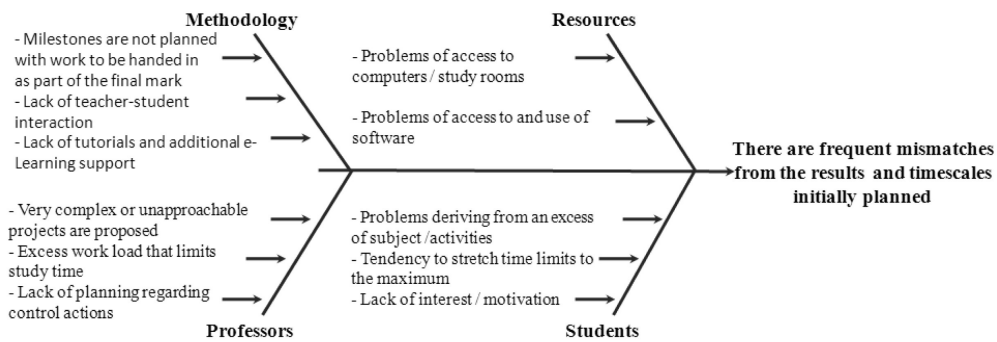 Methodology
- Milestones are not planned
with work to be handed in
as part of the final mark
- Lack of teacher-student
interaction
- Lack of tutorials and additional e-
Learning support
Resources
- Problems of access to
computers / study rooms
- Problems of access to and use of
software
There are frequent mismatches
from the results and timescales
initially planned
- Very complex or unapproachable
projects are proposed
- Excess work load that limits
study time
- Lack of planning regarding
control actions
Professors
- Problems deriving from an excess
of subject /activities
- Tendency to stretch time limits to
the maximum
- Lack of interest / motivation
Students